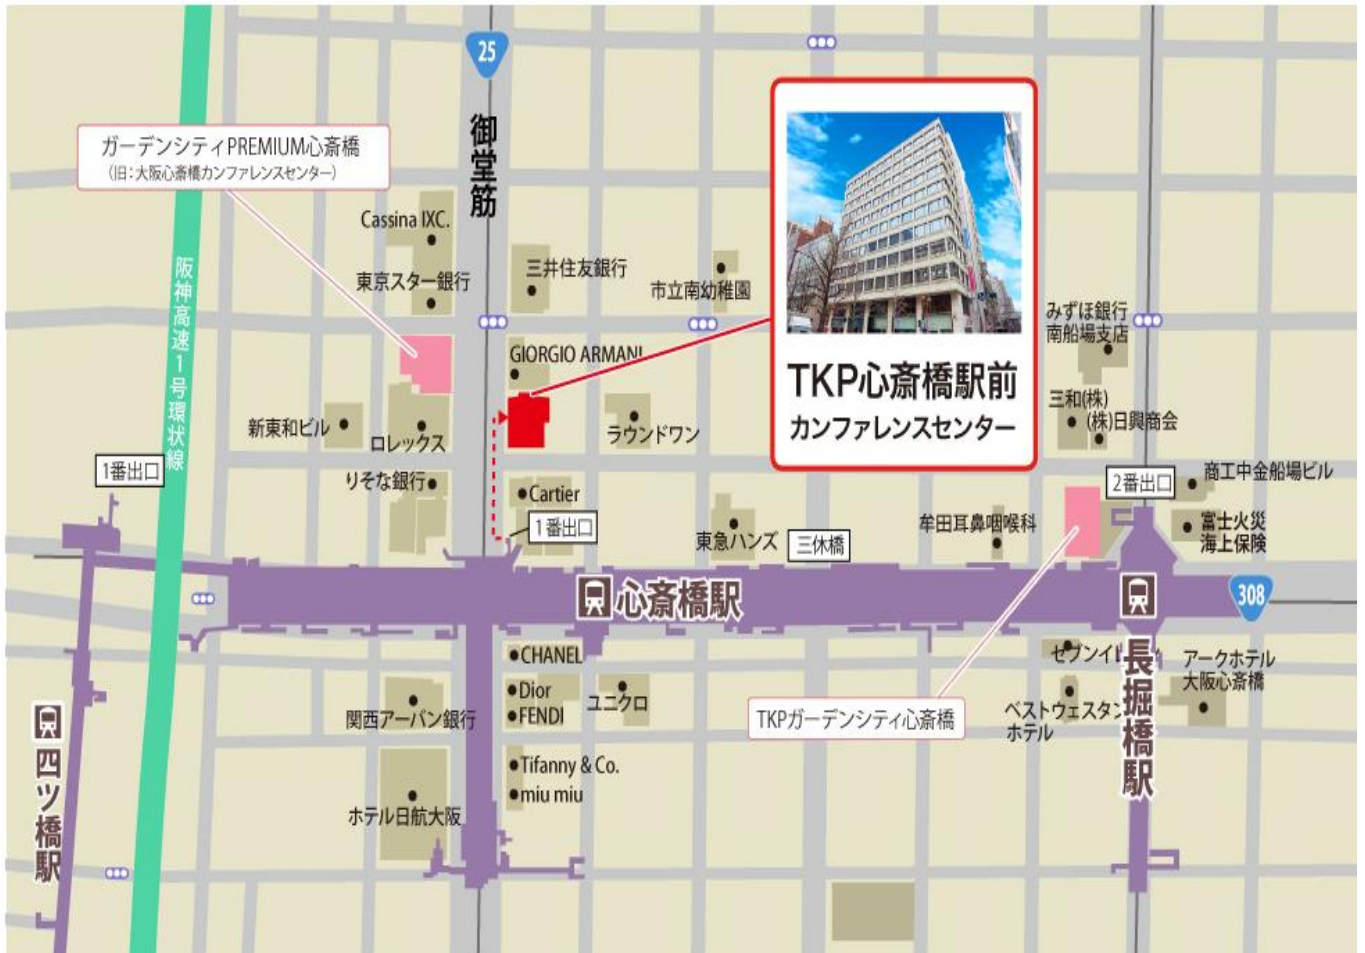 25
御堂筋
ガーデンシティPREMIUM心斎橋
(旧:大阪心斎橋カンファレンスセンター)
Cassina IXC.
東京スター銀行
三井住友銀行
市立南幼稚園
阪神高速1号環状線
GIORGIO ARMANI
TKP心斎橋駅前
カンファレンスセンター
みずほ銀行
南船場支店
三和(株)
(株)日興商会
新東和ビル
ロレックス
ラウンドワン
1番出口
りそな銀行
Cartier
1番出口
東急ハンズ
三休橋
牟田耳鼻咽喉科
2番出口
商工中金船場ビル
富士火災
海上保険
心斎橋駅
308
CHANEL
Dior
FENDI
ユニクロ
関西アーバン銀行
Tifanny & Co.
miu miu
ホテル日航大阪
TKPガーデンシティ心斎橋
ベストウェスタン
ホテル
長掘橋駅
アークホテル
大阪心斎橋
四ツ橋駅